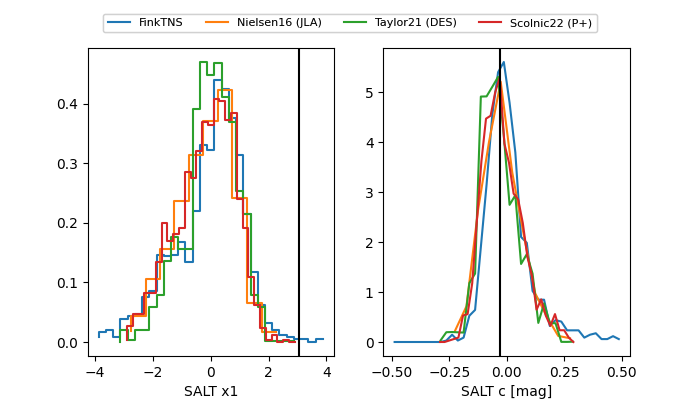 FinkTNS Nielsen16 (JLA) Taylor21 (DES) Scolnic22 (P+)
0.4
0.3
0.2
0.1
0.0
−4 −2 0 2 4
SALT x1
5
4
3
2
1
0
−0.50 −0.25 0.00 0.25 0.50
SALT c [mag]